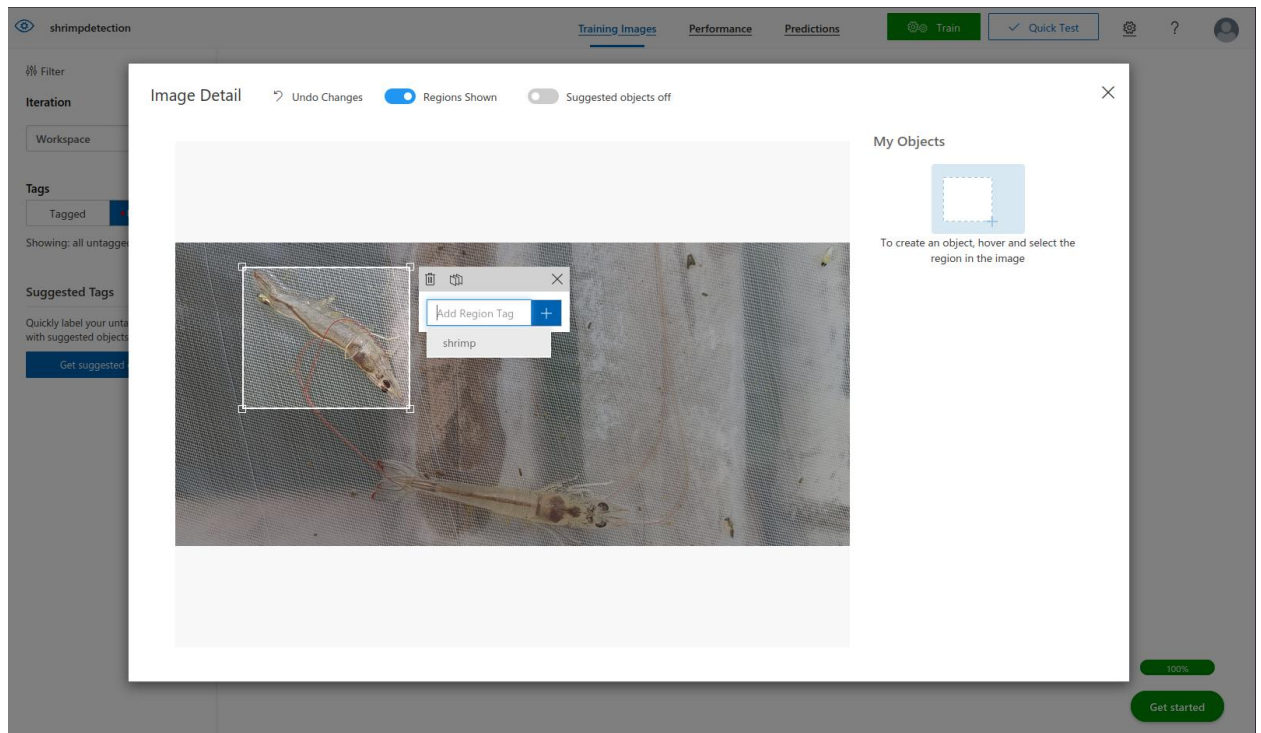 shrimpdetection
Training Images
Performance
Predictions
Train
Quick Test
?
Filter
Iteration
Workspace
Tags
Tagged
Showing: all untagge
Suggested Tags
Quickly label your unta
with suggested objects
Get suggested
Image Detail
Undo Changes
Regions Shown
Suggested objects off
Add Region Tag
shrimp
My Objects
To create an object, hover and select the
region in the image
100%
Get started